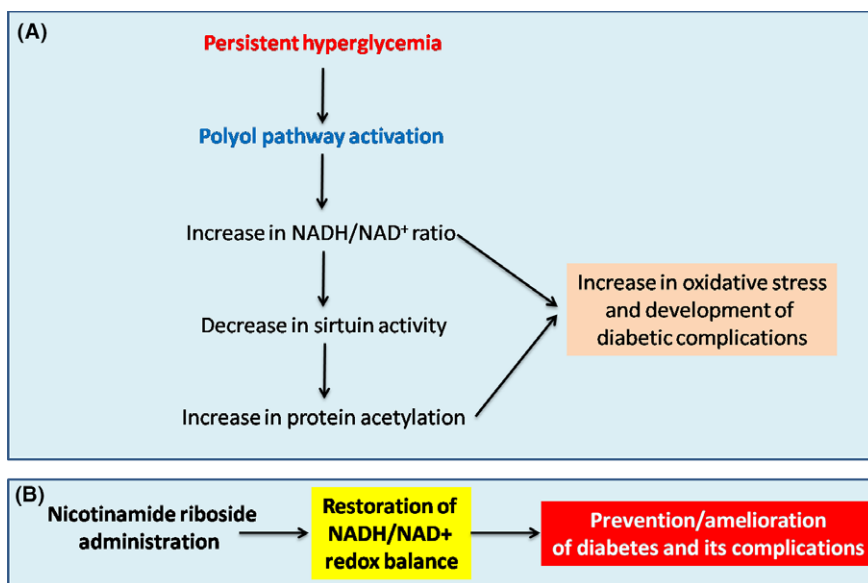 (A)
Persistent hyperglycemia
Polyol pathway activation
Increase in NADH/NAD⁺ ratio
Decrease in sirtuin activity
Increase in protein acetylation
Increase in oxidative stress
and development of
diabetic complications
(B)
Nicotinamide riboside
administration
Restoration of
NADH/NAD+
redox balance
Prevention/amelioration
of diabetes and its complications